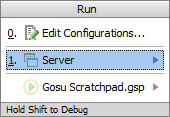 Run
0. Edit Configurations...
1. Server
Gosu Scratchpad.gsp
Hold Shift to Debug